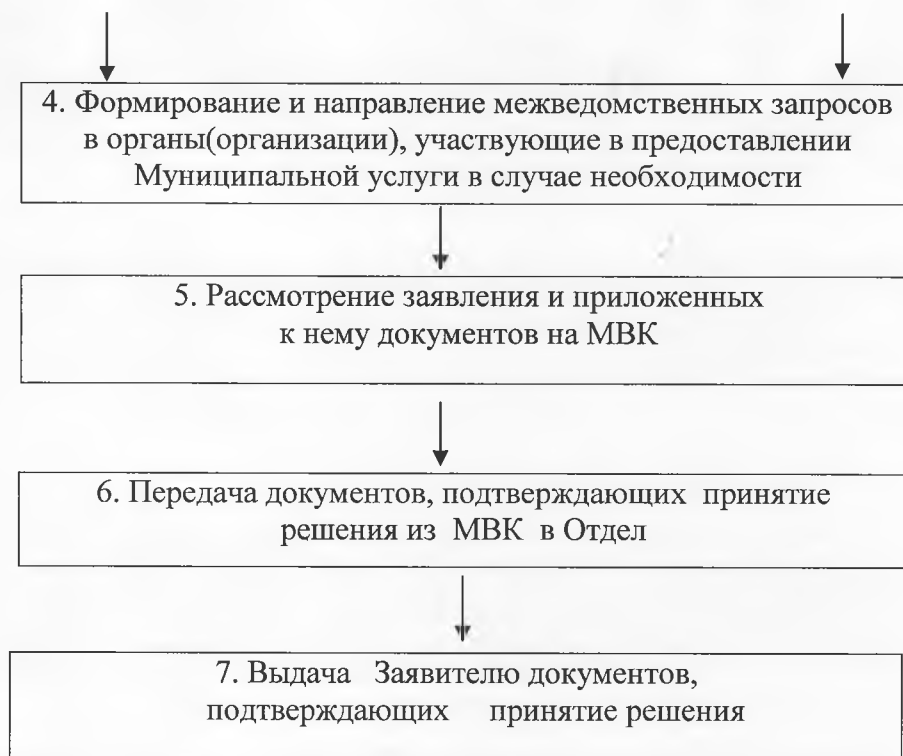 4. Формирование и направление межведомственных запросов
в органы(организации), участвующие в предоставлении
Муниципальной услуги в случае необходимости
5. Рассмотрение заявления и приложенных
к нему документов на МВК
6. Передача документов, подтверждающих принятие
решения из МВК в Отдел
7. Выдача Заявителю документов,
подтверждающих принятие решения